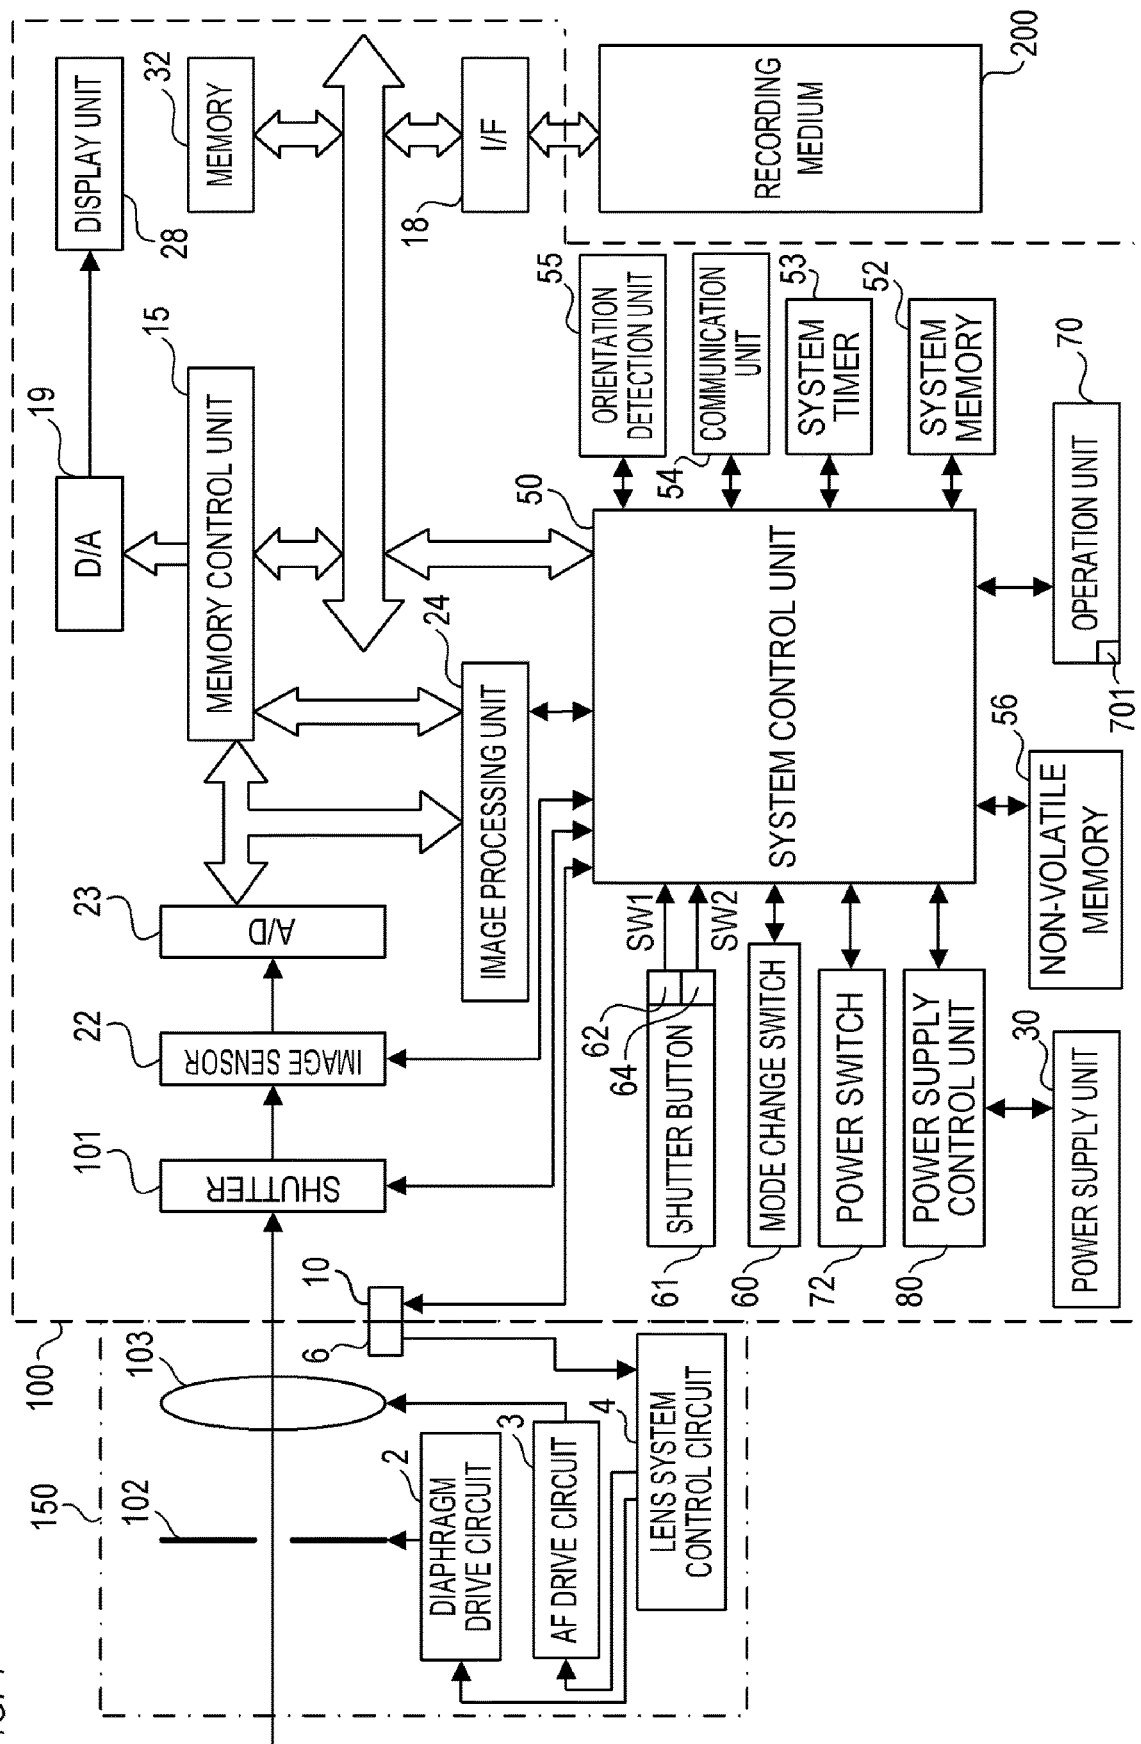 150
102
103
100
101
SHUTTER
22
IMAGE SENSOR
23
A/D
19
D/A
15
MEMORY CONTROL UNIT
DISPLAY UNIT
28
32
MEMORY
18
I/F
RECORDING
MEDIUM
200
24
IMAGE PROCESSING UNIT
2
DIAPHRAGM
DRIVE CIRCUIT
3
AF DRIVE CIRCUIT
4
LENS SYSTEM
CONTROL CIRCUIT
6
10
50
SYSTEM CONTROL UNIT
55
ORIENTATION
DETECTION UNIT
54
COMMUNICATION
UNIT
53
SYSTEM
TIMER
52
SYSTEM
MEMORY
61
SHUTTER BUTTON
62
64
SW1
SW2
60
MODE CHANGE SWITCH
72
POWER SWITCH
80
POWER SUPPLY
CONTROL UNIT
30
POWER SUPPLY UNIT
56
NON-VOLATILE
MEMORY
70
OPERATION UNIT
701